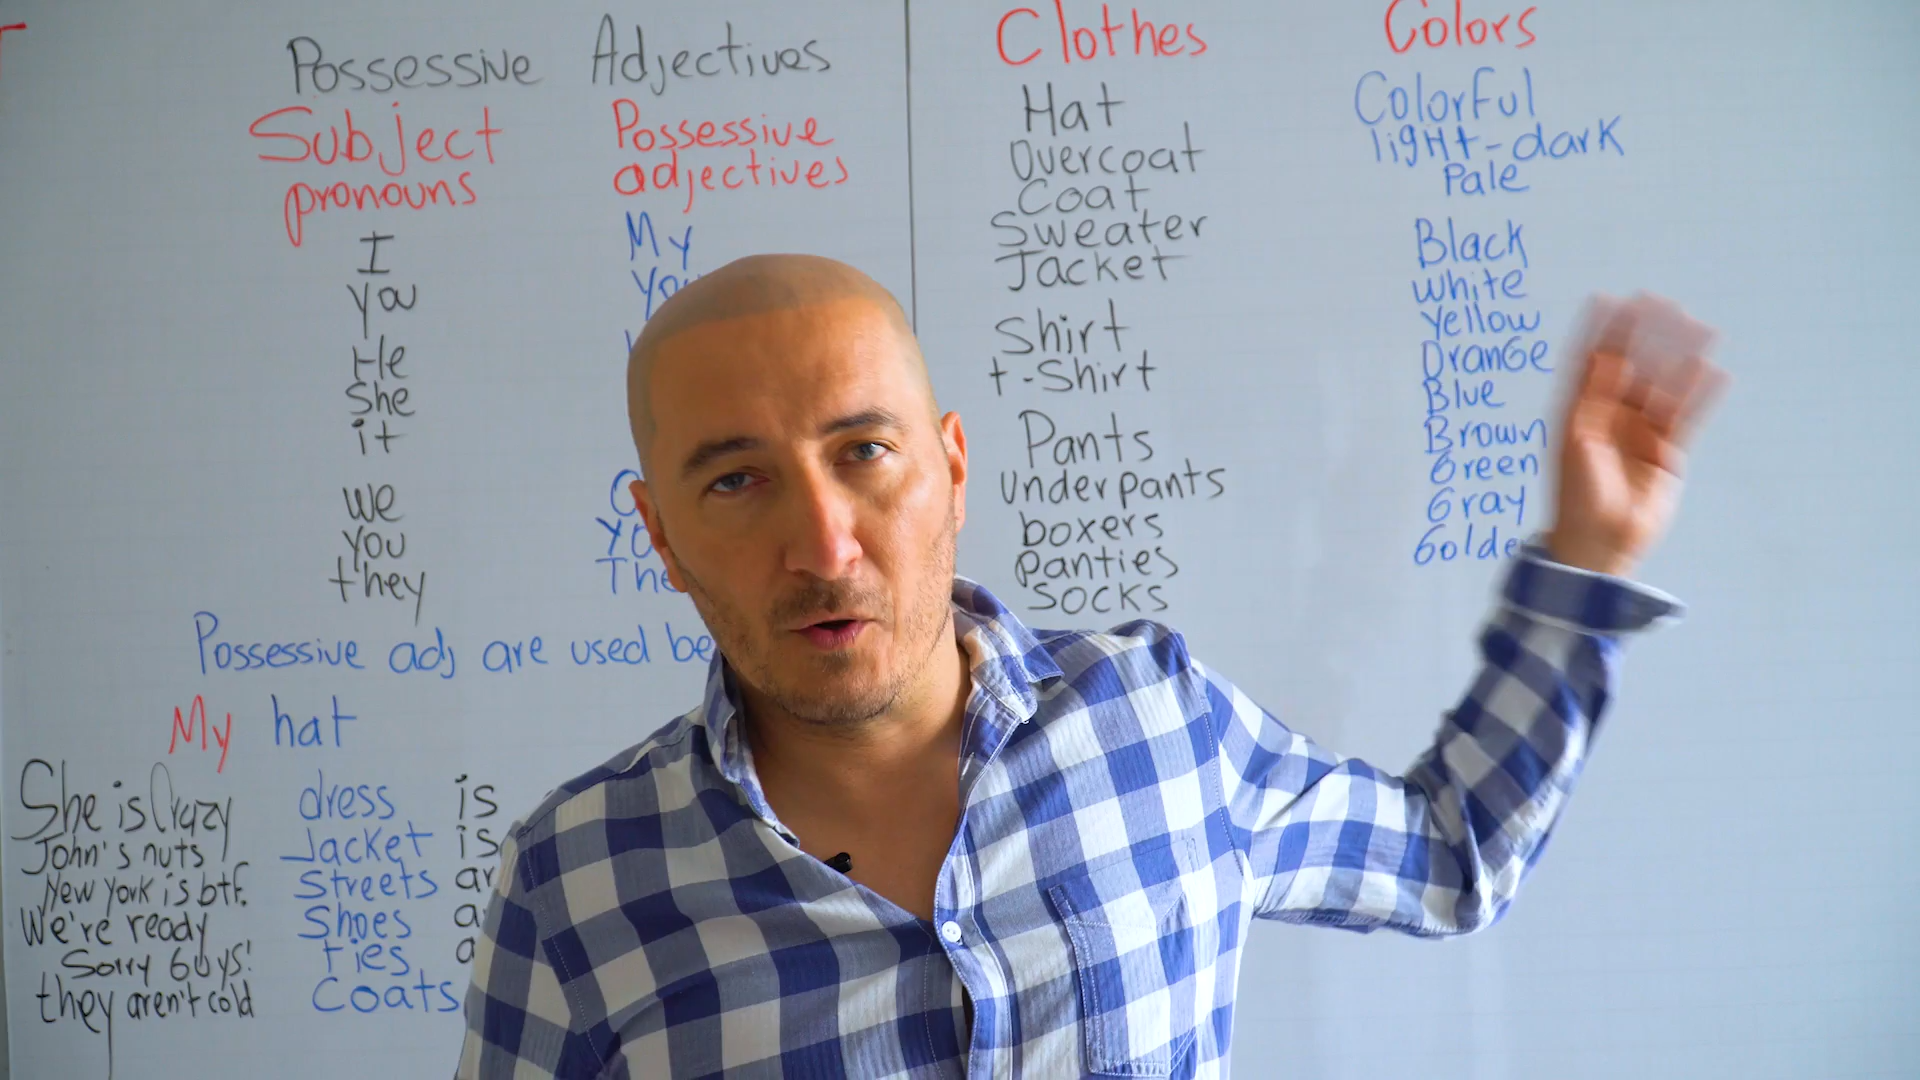 Possessive Adjectives
Subject pronouns
Possessive adjectives
I
My
you
He
She
it
we
you
they
Possessive adj are used
My hat
She is Crazy dress is
John's nuts Jacket is
New York is btf. Streets
We're ready Shoes
Sorry Guys! ties
they aren't cold Coats
Clothes
Hat
Overcoat
Coat
Sweater
Jacket
Shirt
t-Shirt
Pants
Underpants
boxers
Panties
Socks
Colors
Colorful
light-dark
Pale
Black
White
Yellow
Orange
Blue
Brown
Green
Gray